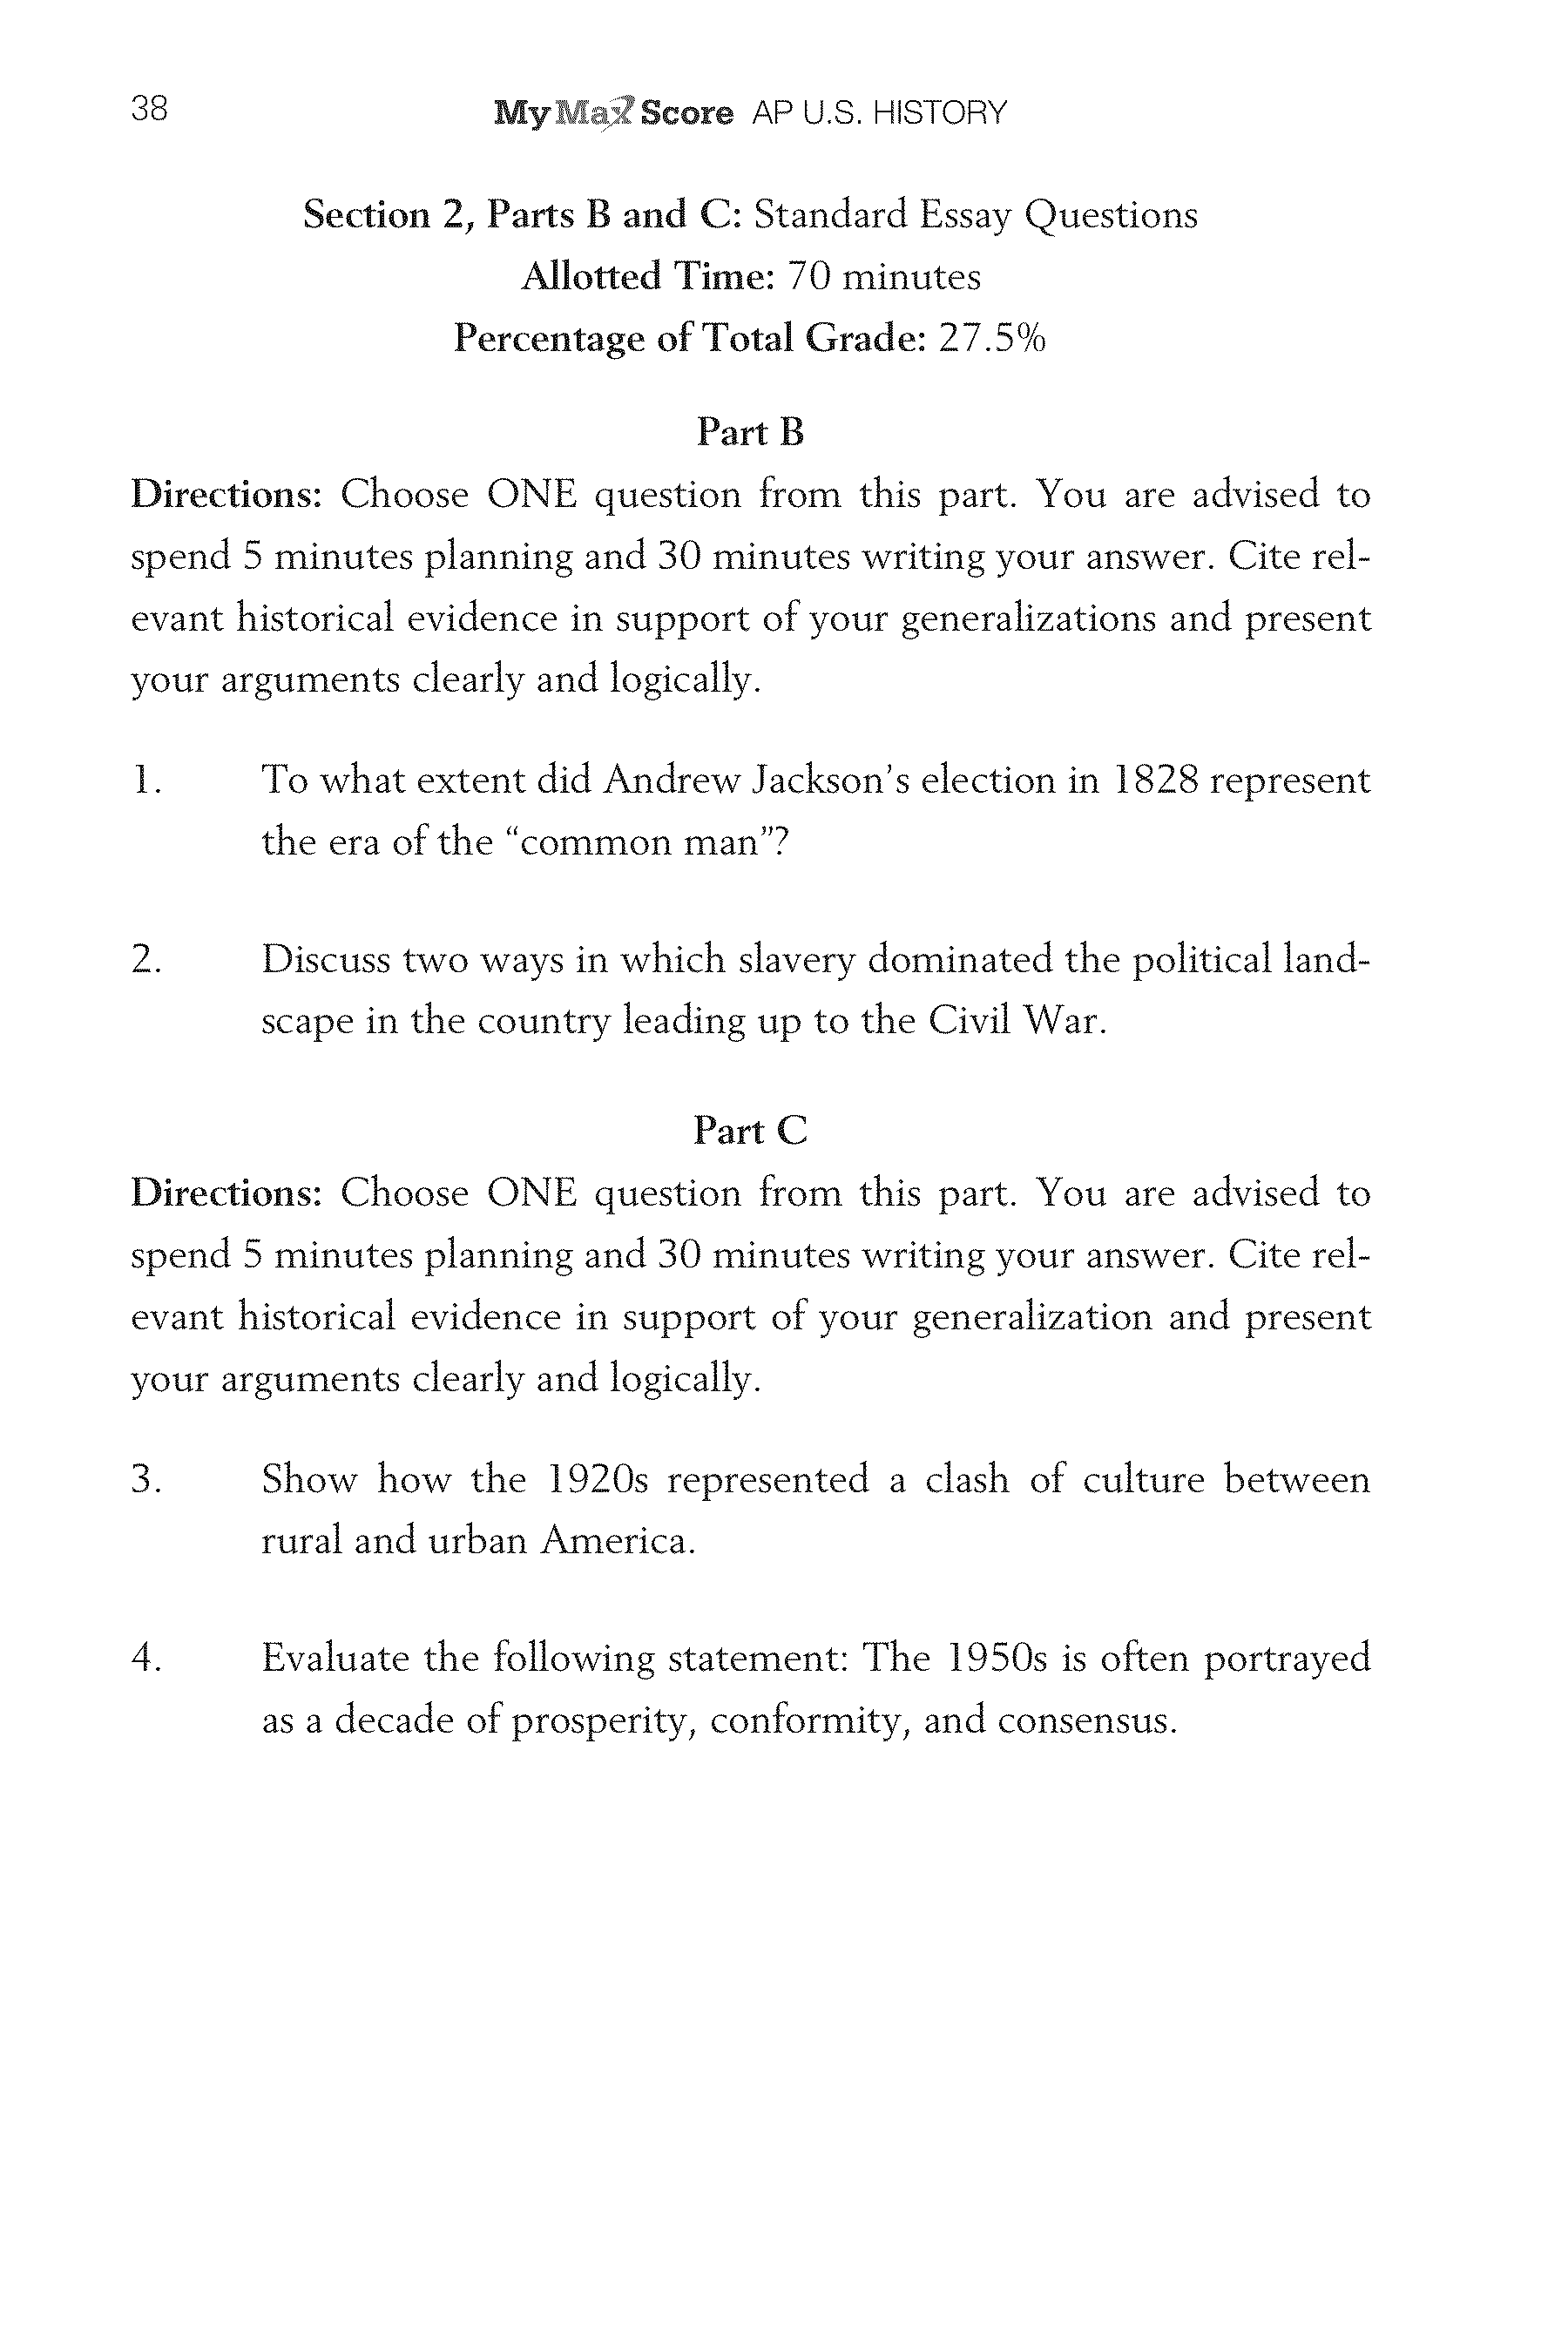 38
MyMaxScore AP U.S. HISTORY
Section 2, Parts B and C: Standard Essay Questions
Allotted Time: 70 minutes
Percentage of Total Grade: 27.5%
Part B
Directions: Choose ONE question from this part. You are advised to
spend 5 minutes planning and 30 minutes writing your answer. Cite rel-
evant historical evidence in support of your generalizations and present
your arguments clearly and logically.
1. To what extent did Andrew Jackson’s election in 1828 represent
the era of the “common man”?
2. Discuss two ways in which slavery dominated the political land-
scape in the country leading up to the Civil War.
Part C
Directions: Choose ONE question from this part. You are advised to
spend 5 minutes planning and 30 minutes writing your answer. Cite rel-
evant historical evidence in support of your generalization and present
your arguments clearly and logically.
3. Show how the 1920s represented a clash of culture between
rural and urban America.
4. Evaluate the following statement: The 1950s is often portrayed
as a decade of prosperity, conformity, and consensus.